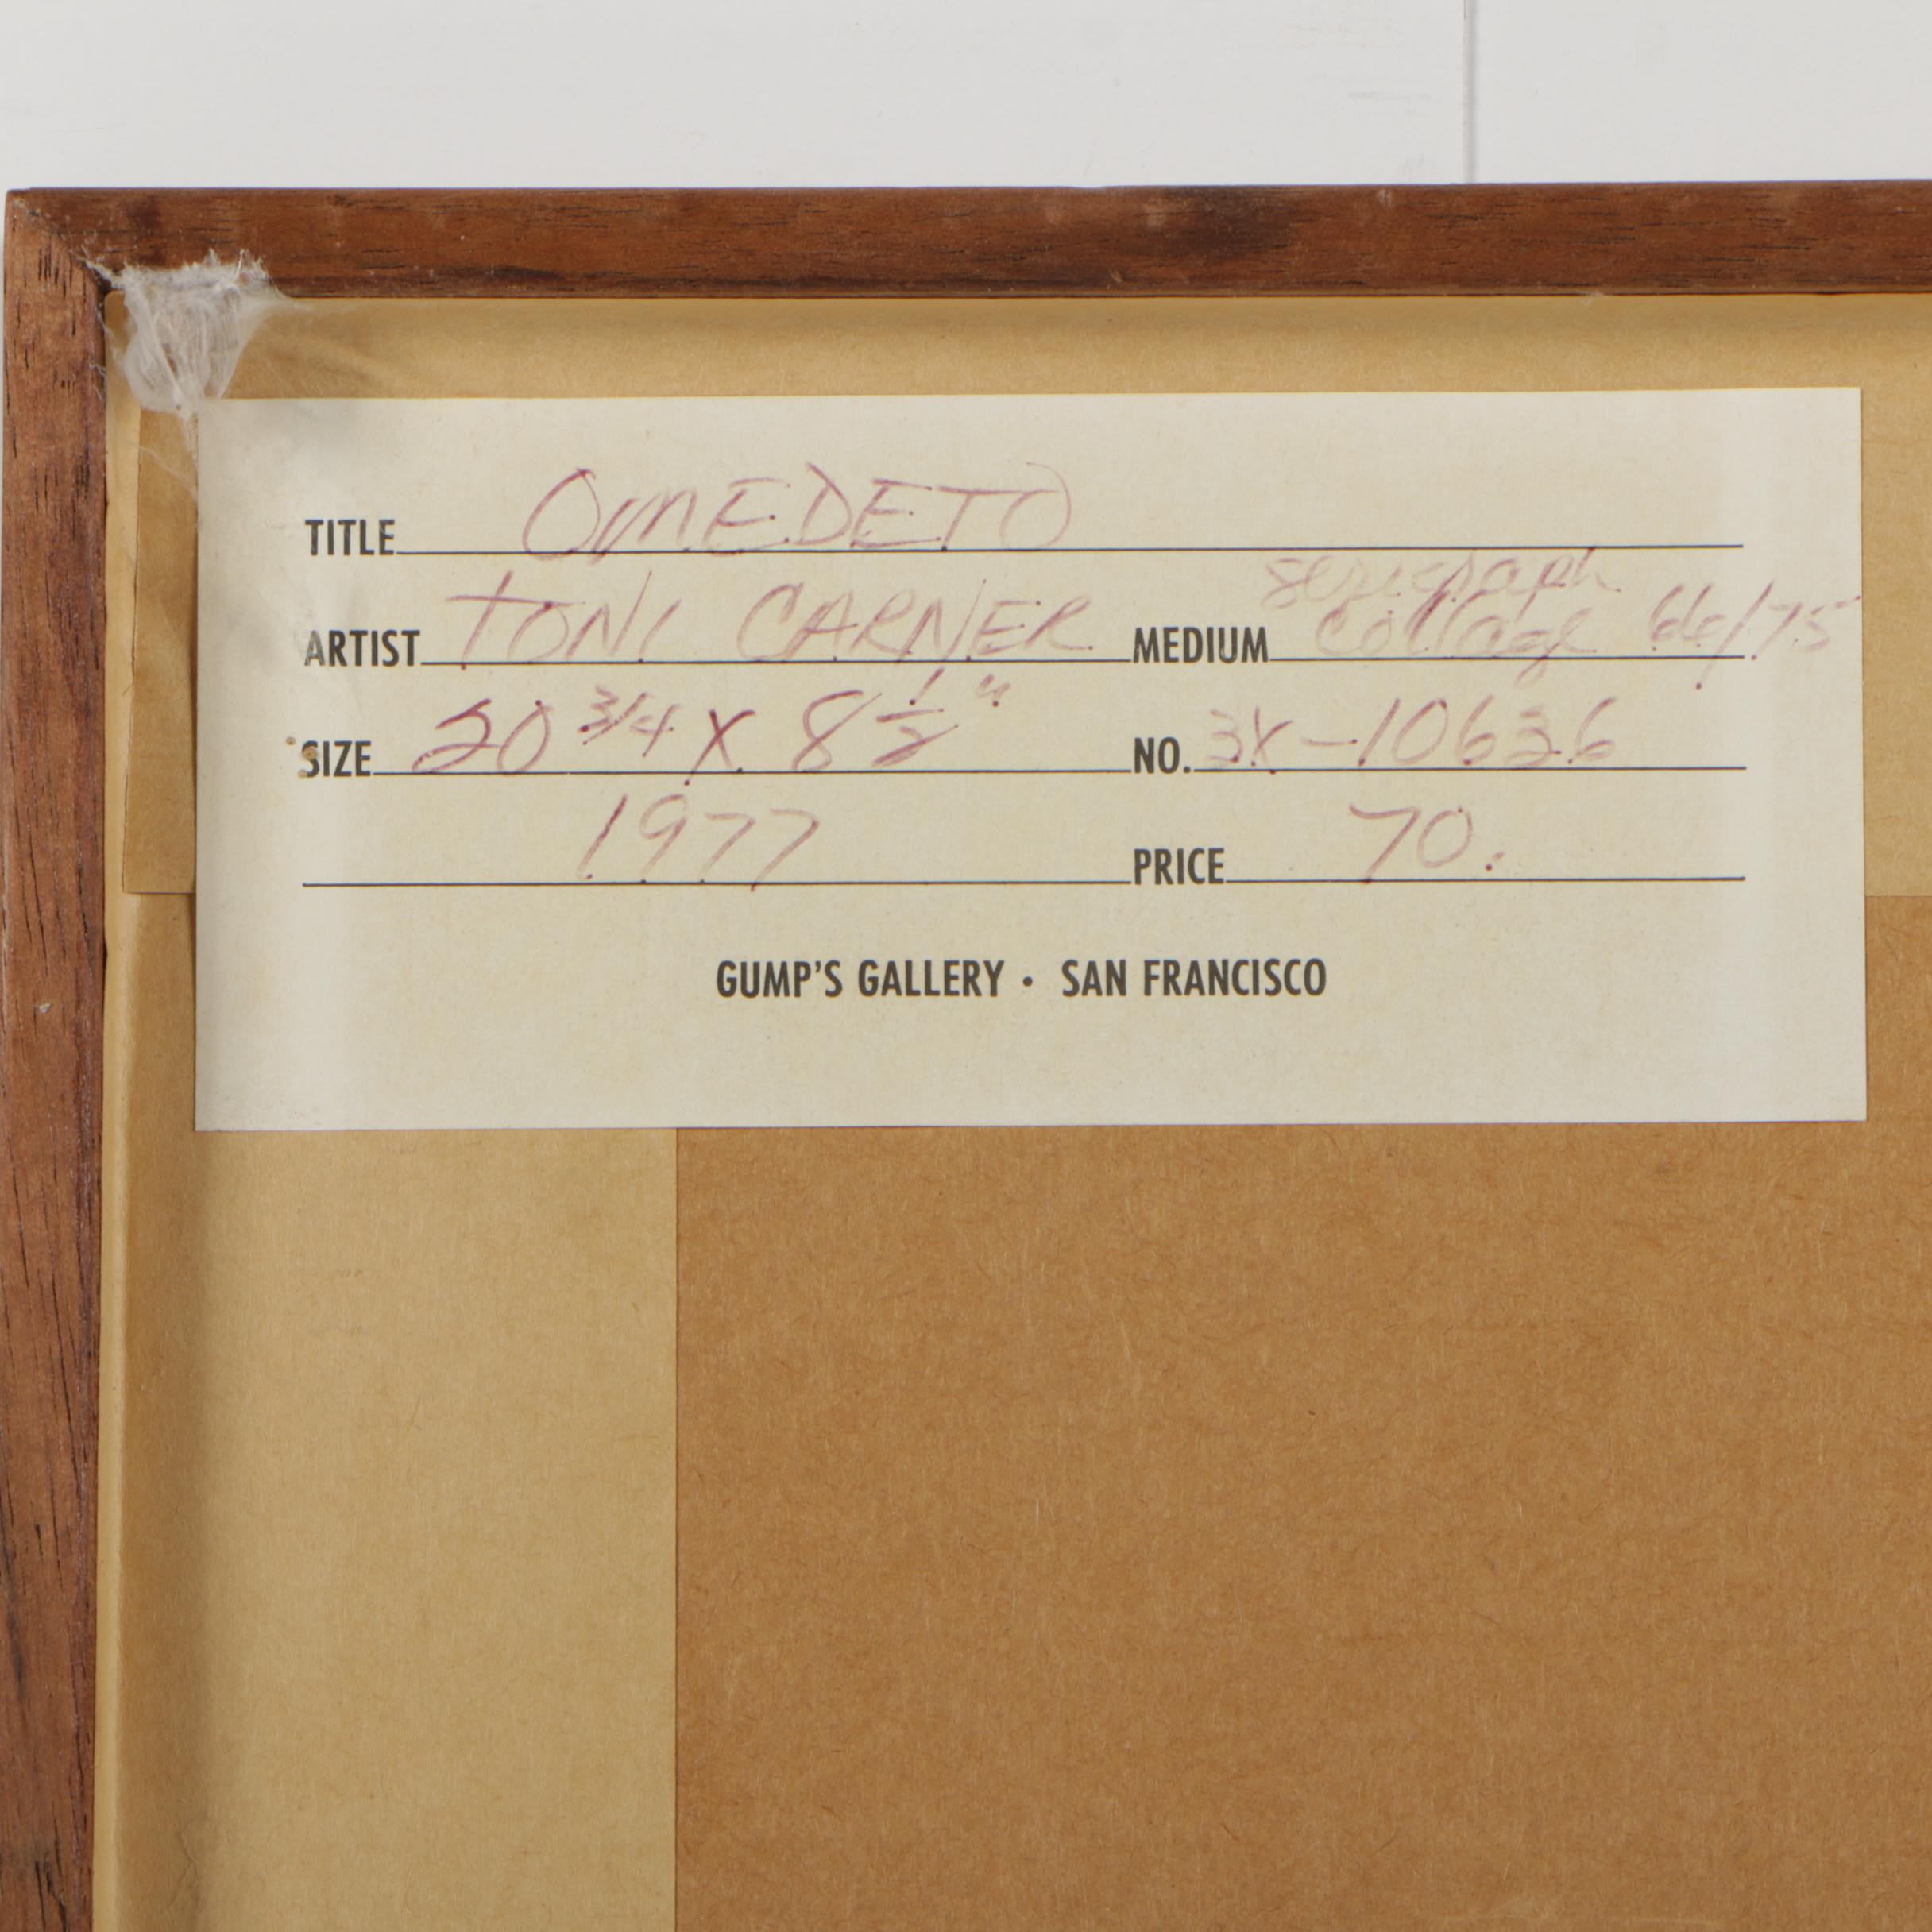 TITLE OMEDETO
serigraph
ARTIST TONI CARNER MEDIUM Collage 66/75
SIZE 20 3/4 X 8 1/2" NO. 3X-10636
1977 PRICE 70.
GUMP'S GALLERY • SAN FRANCISCO